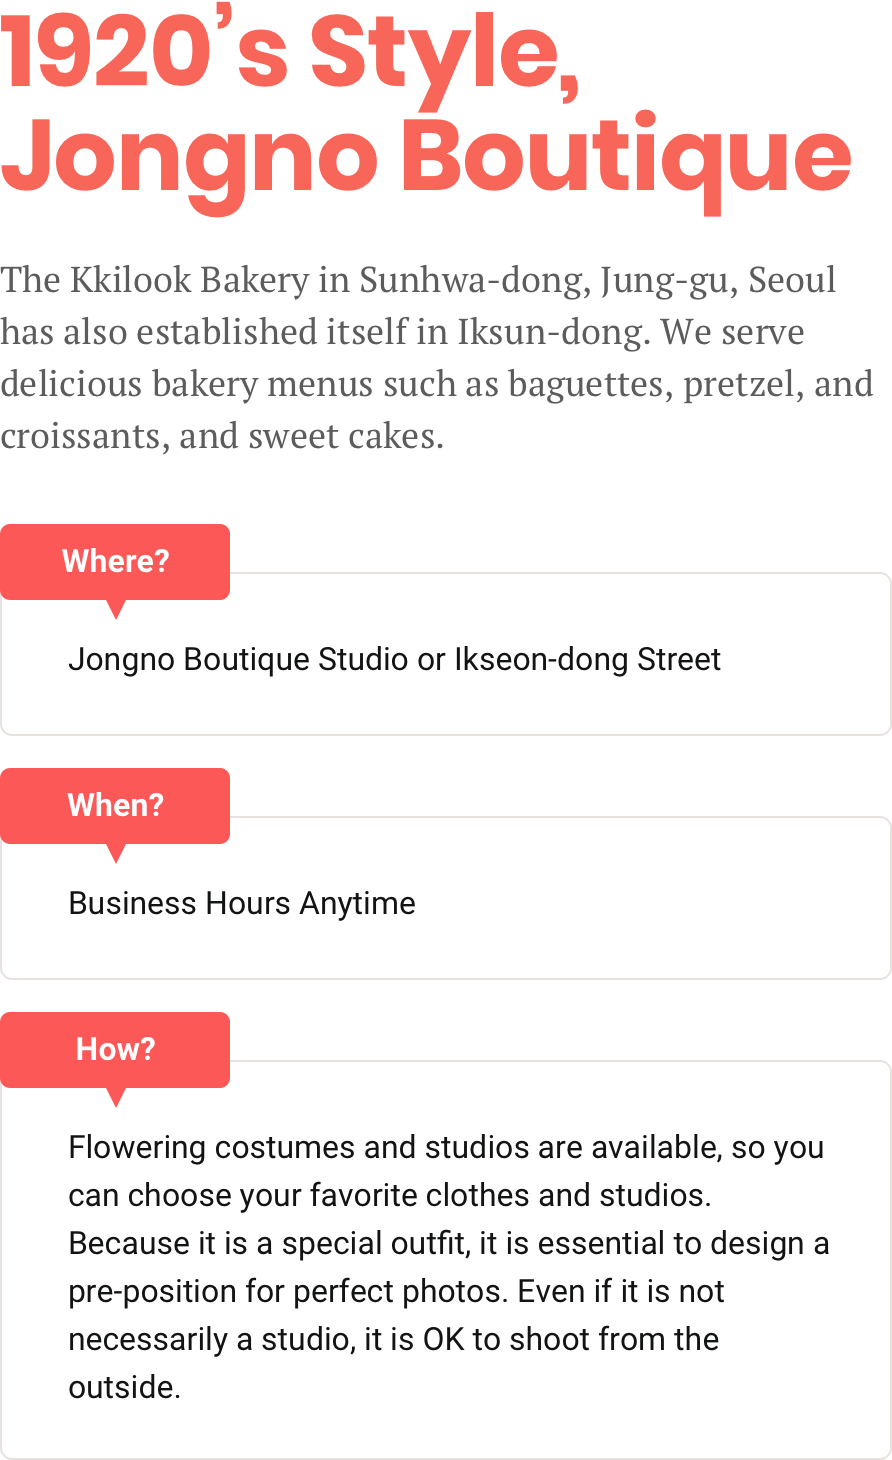 1920’s Style,
Jongno Boutique
The Kkilook Bakery in Sunhwa-dong, Jung-gu, Seoul
has also established itself in Iksun-dong. We serve
delicious bakery menus such as baguettes, pretzel, and
croissants, and sweet cakes.
Where?
Jongno Boutique Studio or Ikseon-dong Street
When?
Business Hours Anytime
How?
Flowering costumes and studios are available, so you
can choose your favorite clothes and studios.
Because it is a special outfit, it is essential to design a
pre-position for perfect photos. Even if it is not
necessarily a studio, it is OK to shoot from the
outside.